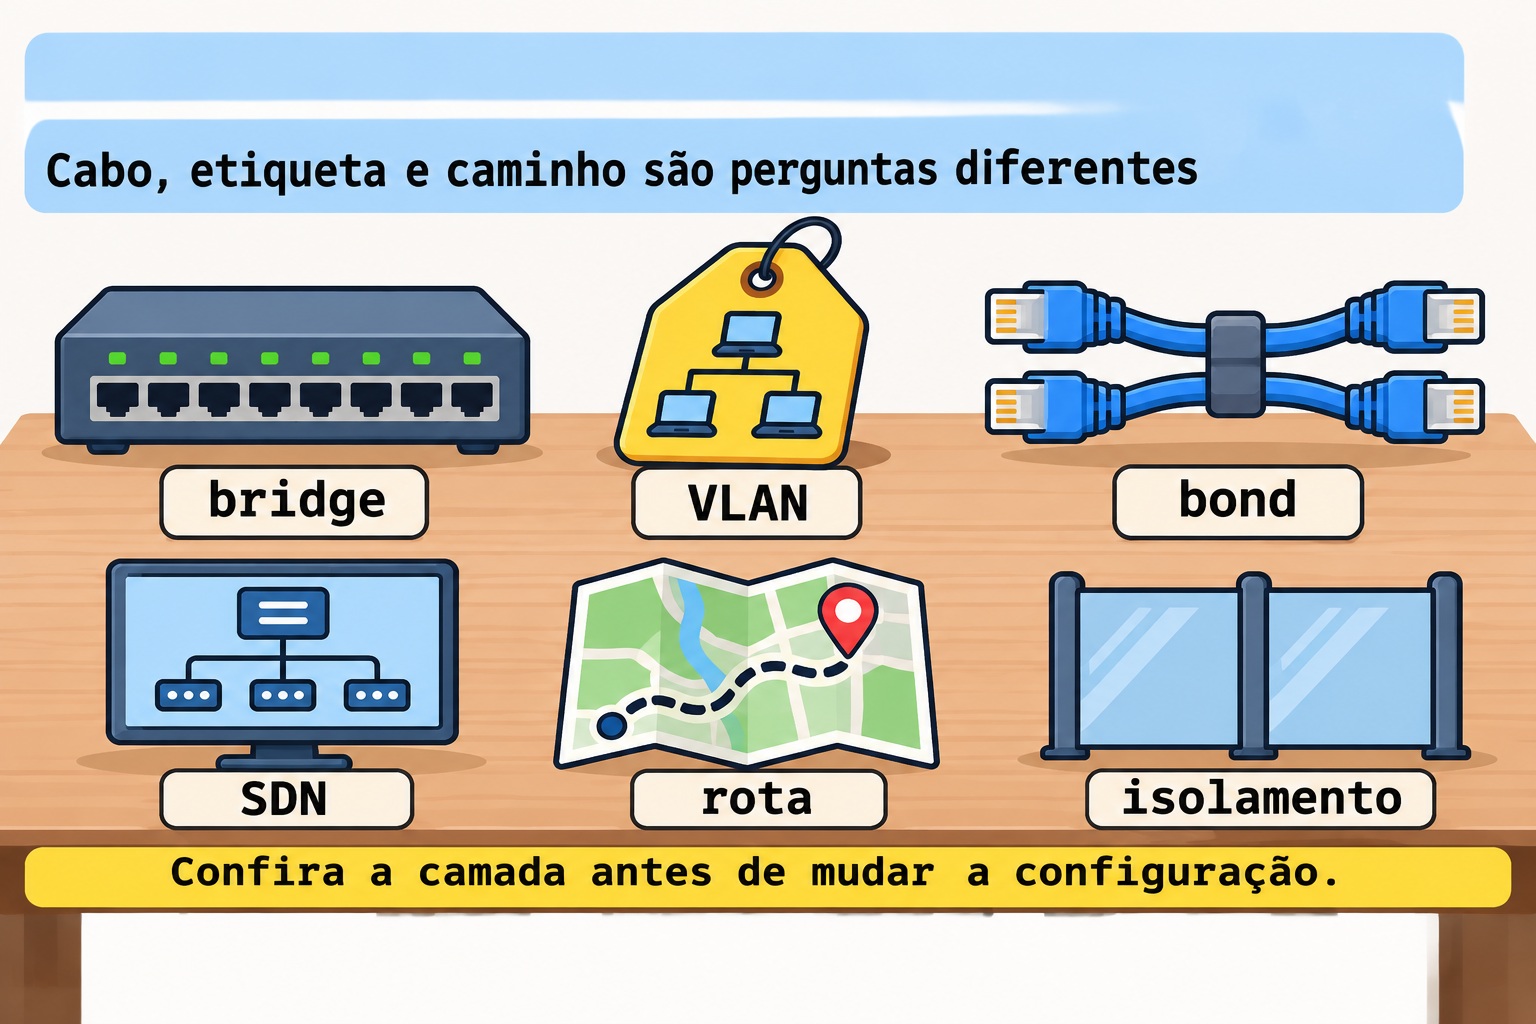 Cabo, etiqueta e caminho são perguntas diferentes
bridge
VLAN
bond
SDN
rota
isolamento
Confira a camada antes de mudar a configuração.